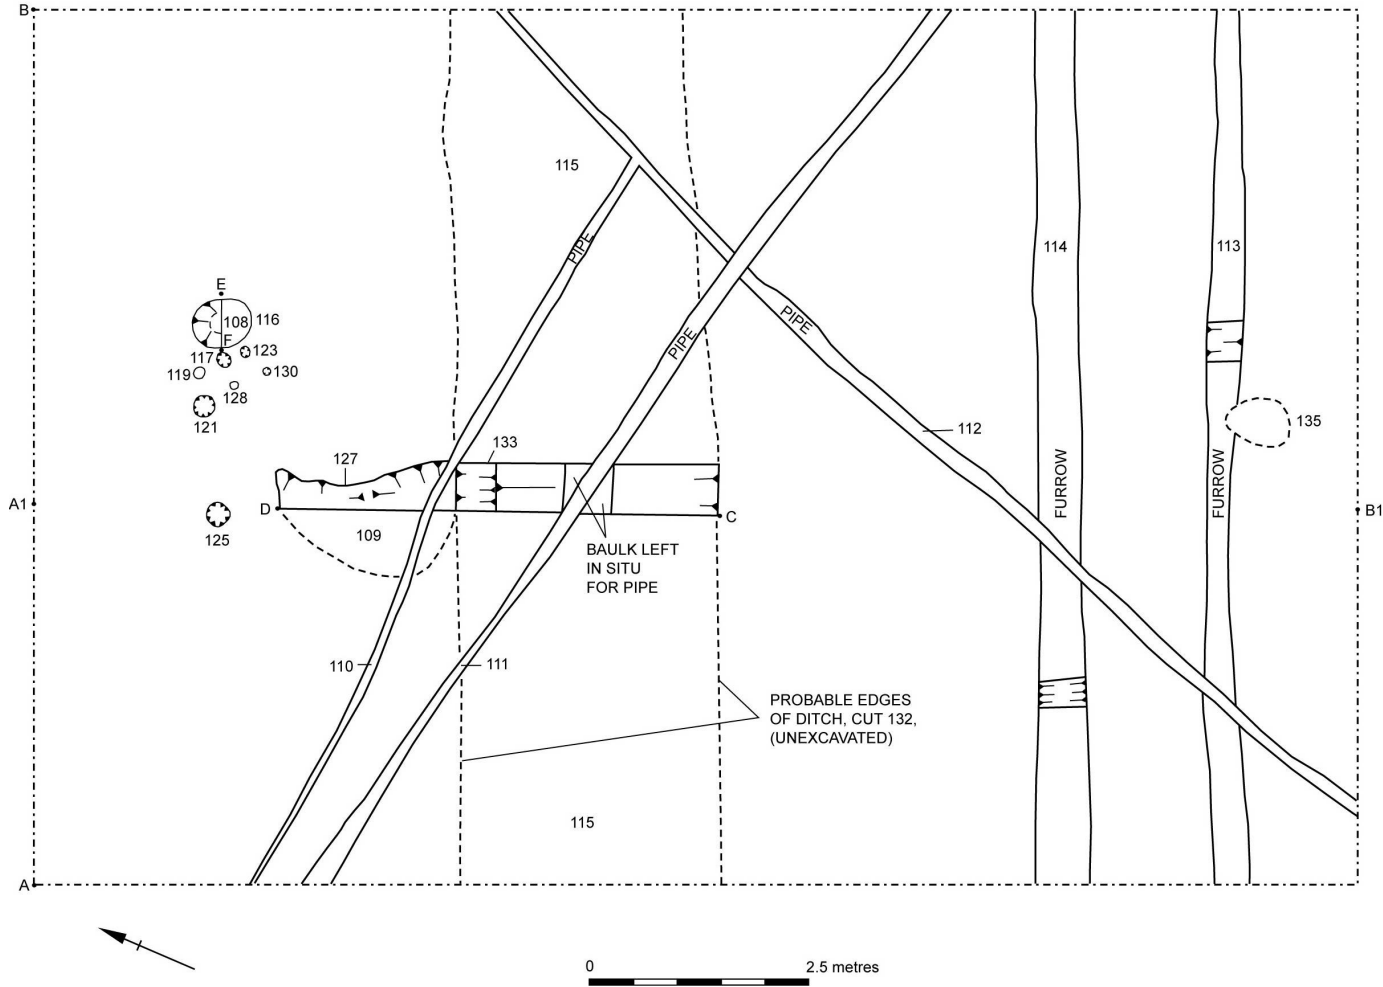 B
115
PIPE
114
113
E
108
116
F
PIPE
PIPE
117
123
119
130
128
121
135
112
133
127
FURROW
FURROW
A1
D
C
B1
125
109
BAULK LEFT
IN SITU
FOR PIPE
110
111
PROBABLE EDGES
OF DITCH, CUT 132,
(UNEXCAVATED)
115
A
0
2.5 metres